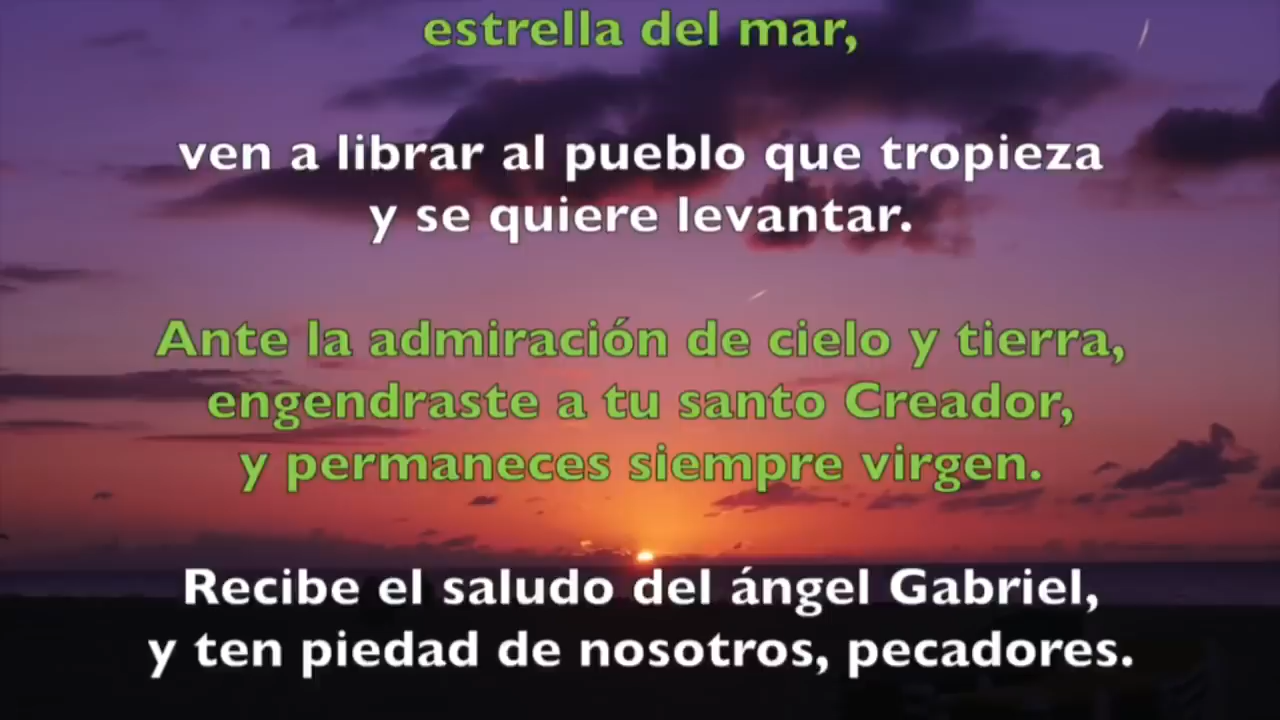 estrella del mar,
ven a librar al pueblo que tropieza
y se quiere levantar.
Ante la admiración de cielo y tierra,
engendraste a tu santo Creador,
y permaneces siempre virgen.
Recibe el saludo del ángel Gabriel,
y ten piedad de nosotros, pecadores.